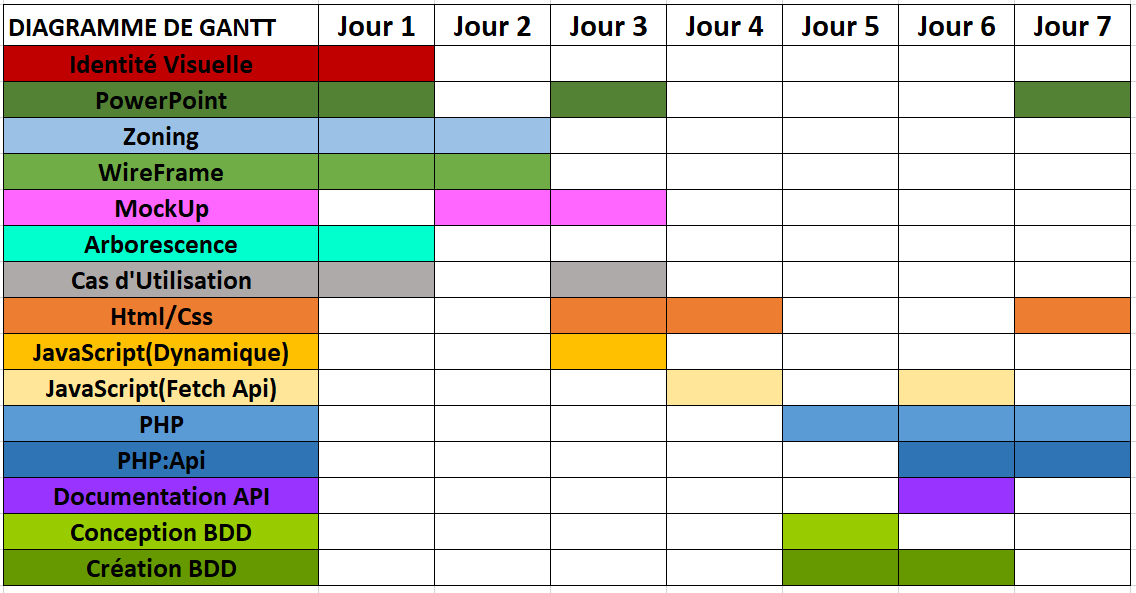 DIAGRAMME DE GANTT Jour 1 Jour 2 Jour 3 Jour 4 Jour 5 Jour 6 Jour 7
Identité Visuelle
PowerPoint
Zoning
WireFrame
MockUp
Arborescence
Cas d'Utilisation
Html/Css
JavaScript(Dynamique)
JavaScript(Fetch Api)
PHP
PHP:Api
Documentation API
Conception BDD
Création BDD